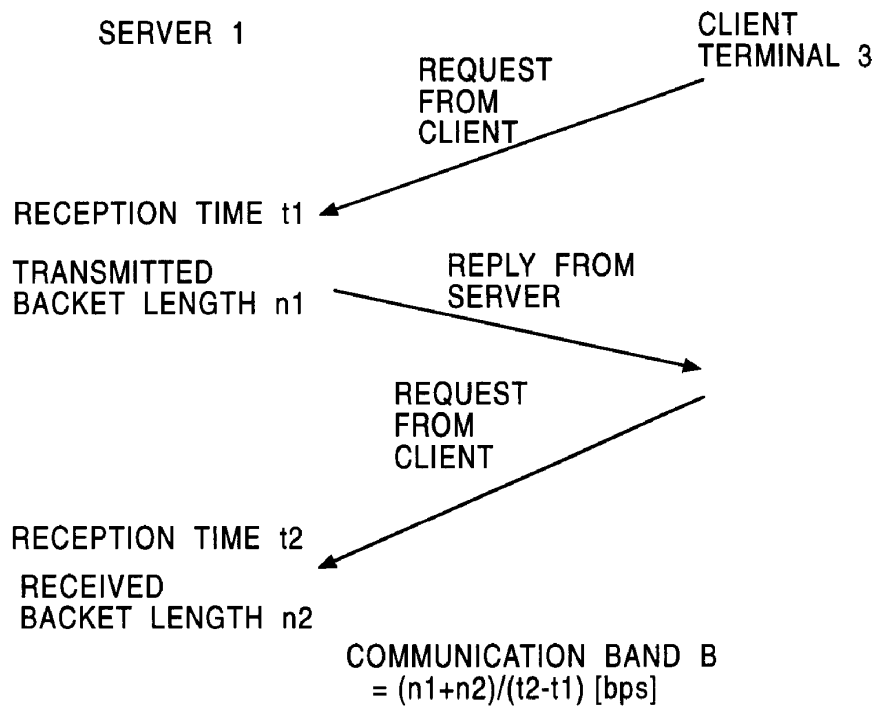 SERVER 1
CLIENT
TERMINAL 3
REQUEST
FROM
CLIENT
RECEPTION TIME t1
TRANSMITTED
BACKET LENGTH n1
REPLY FROM
SERVER
REQUEST
FROM
CLIENT
RECEPTION TIME t2
RECEIVED
BACKET LENGTH n2
COMMUNICATION BAND B
= (n1+n2)/(t2-t1) [bps]